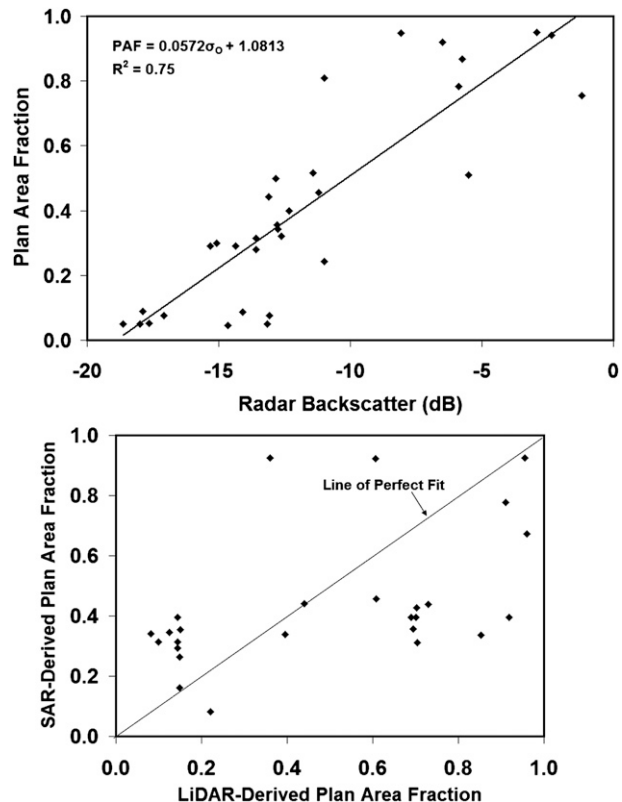 PAF = 0.0572σo + 1.0813
R² = 0.75
Plan Area Fraction
1.0
0.8
0.6
0.4
0.2
0.0
-20 -15 -10 -5 0
Radar Backscatter (dB)
SAR-Derived Plan Area Fraction
1.0
0.8
0.6
0.4
0.2
0.0
Line of Perfect Fit
0.0 0.2 0.4 0.6 0.8 1.0
LiDAR-Derived Plan Area Fraction